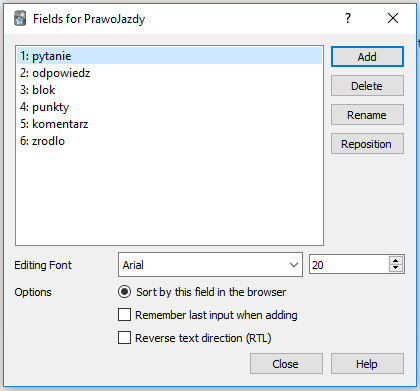 Fields for PrawoJazdy
?
1: pytanie
2: odpowiedz
3: blok
4: punkty
5: komentarz
6: zrodlo
Add
Delete
Rename
Reposition
Editing Font
Arial
20
Options
Sort by this field in the browser
Remember last input when adding
Reverse text direction (RTL)
Close
Help